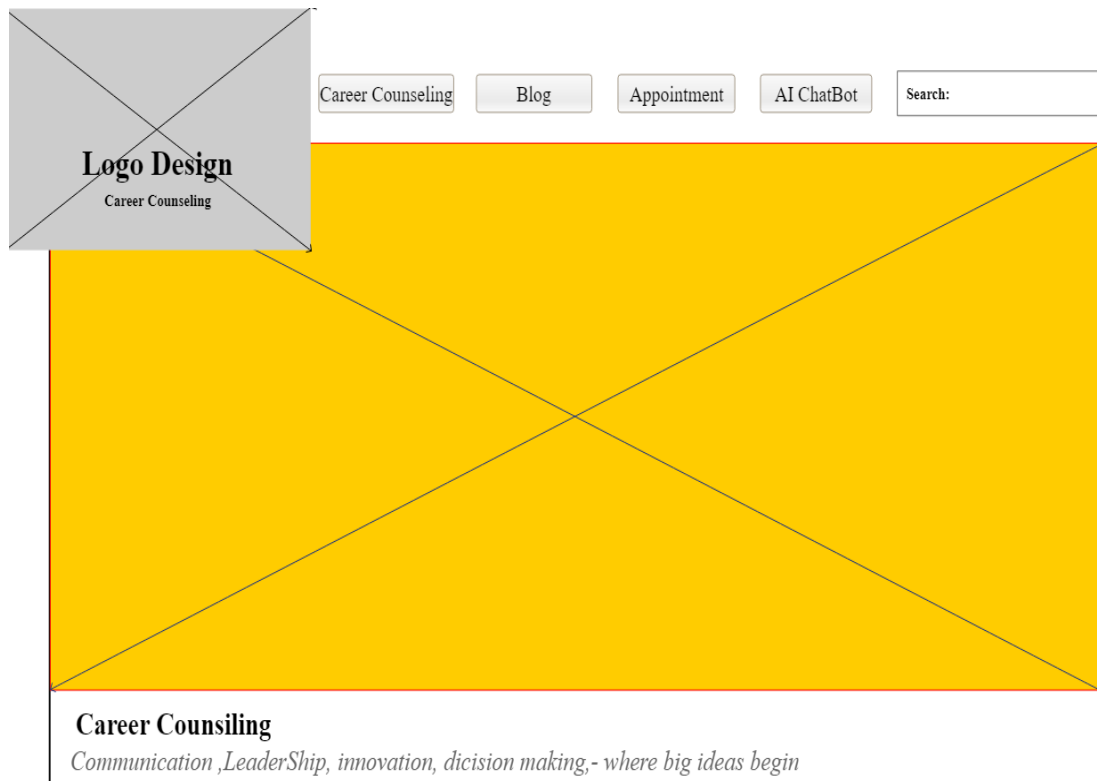 Career Counseling
Blog
Appointment
AI ChatBot
Search:
Logo Design
Career Counseling
Career Counsiling
Communication ,LeaderShip, innovation, dicision making,- where big ideas begin